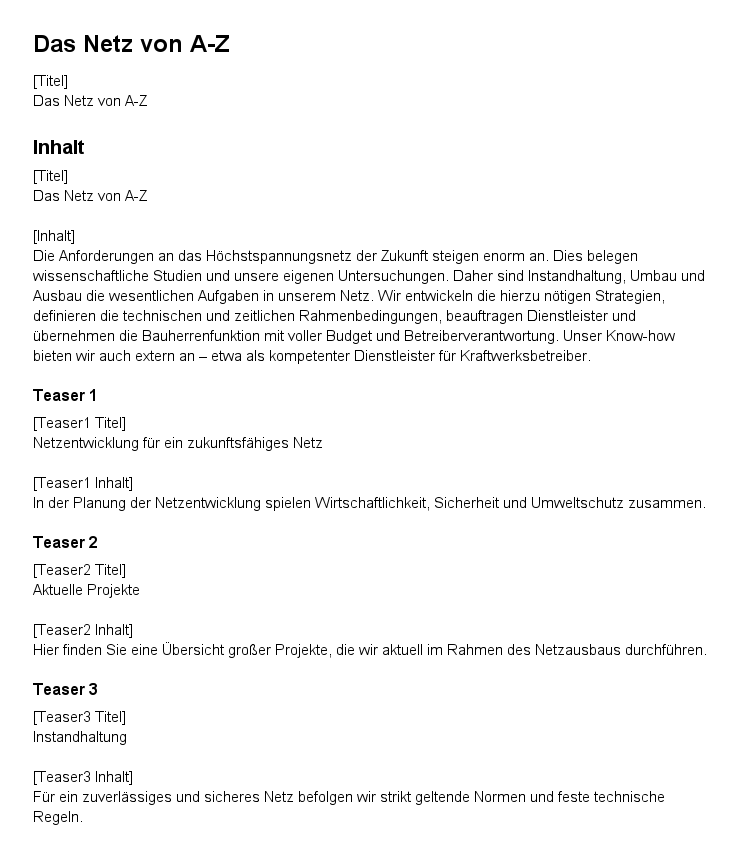 Das Netz von A-Z
[Titel]
Das Netz von A-Z
Inhalt
[Titel]
Das Netz von A-Z
[Inhalt]
Die Anforderungen an das Höchstspannungsnetz der Zukunft steigen enorm an. Dies belegen
wissenschaftliche Studien und unsere eigenen Untersuchungen. Daher sind Instandhaltung, Umbau und
Ausbau die wesentlichen Aufgaben in unserem Netz. Wir entwickeln die hierzu nötigen Strategien,
definieren die technischen und zeitlichen Rahmenbedingungen, beauftragen Dienstleister und
übernehmen die Bauherrenfunktion mit voller Budget und Betreiberverantwortung. Unser Know-how
bieten wir auch extern an – etwa als kompetenter Dienstleister für Kraftwerksbetreiber.
Teaser 1
[Teaser1 Titel]
Netzentwicklung für ein zukunftsfähiges Netz
[Teaser1 Inhalt]
In der Planung der Netzentwicklung spielen Wirtschaftlichkeit, Sicherheit und Umweltschutz zusammen.
Teaser 2
[Teaser2 Titel]
Aktuelle Projekte
[Teaser2 Inhalt]
Hier finden Sie eine Übersicht großer Projekte, die wir aktuell im Rahmen des Netzausbaus durchführen.
Teaser 3
[Teaser3 Titel]
Instandhaltung
[Teaser3 Inhalt]
Für ein zuverlässiges und sicheres Netz befolgen wir strikt geltende Normen und feste technische
Regeln.